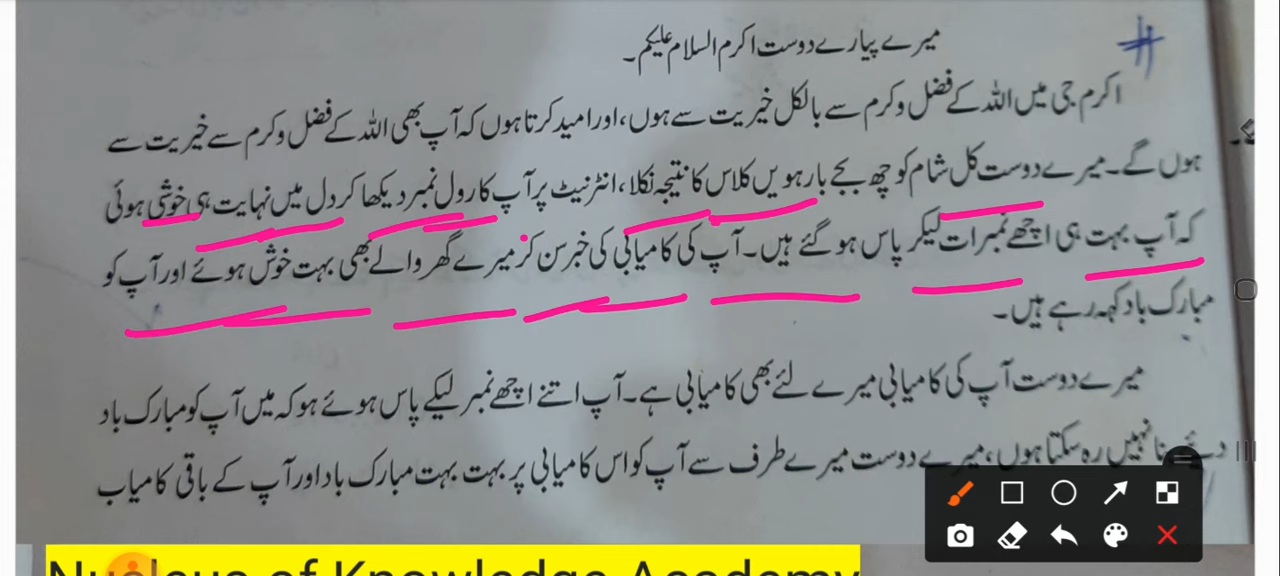 میرے پیارے دوست اکرم السلام علیکم۔
اکرم جی میں اللہ کے فضل و کرم سے بالکل خیریت سے ہوں، اور امید کرتا ہوں کہ آپ بھی اللہ کے فضل و کرم سے خیریت سے
ہوں گے۔ میرے دوست کل شام کو چھ بجے بارہویں کلاس کا نتیجہ نکلا، انٹرنیٹ پر آپ کا رول نمبر دیکھا کر دل میں نہایت ہی خوشی ہوئی
کہ آپ بہت ہی اچھے نمبرات لیکر پاس ہو گئے ہیں۔ آپ کی کامیابی کی خبر سن کر میرے گھر والے بھی بہت خوش ہوئے اور آپ کو
مبارک باد کہہ رہے ہیں۔
میرے دوست آپ کی کامیابی میرے لئے بھی کامیابی ہے۔ آپ اتنے اچھے نمبر لیکے پاس ہوئے ہو کہ میں آپ کو مبارک باد
دیئے بنا نہیں رہ سکتا ہوں، میرے دوست میرے طرف سے آپ کو اس کامیابی پر بہت بہت مبارک باد اور آپ کے باقی کامیاب
Nucleus of Knowledge Academy